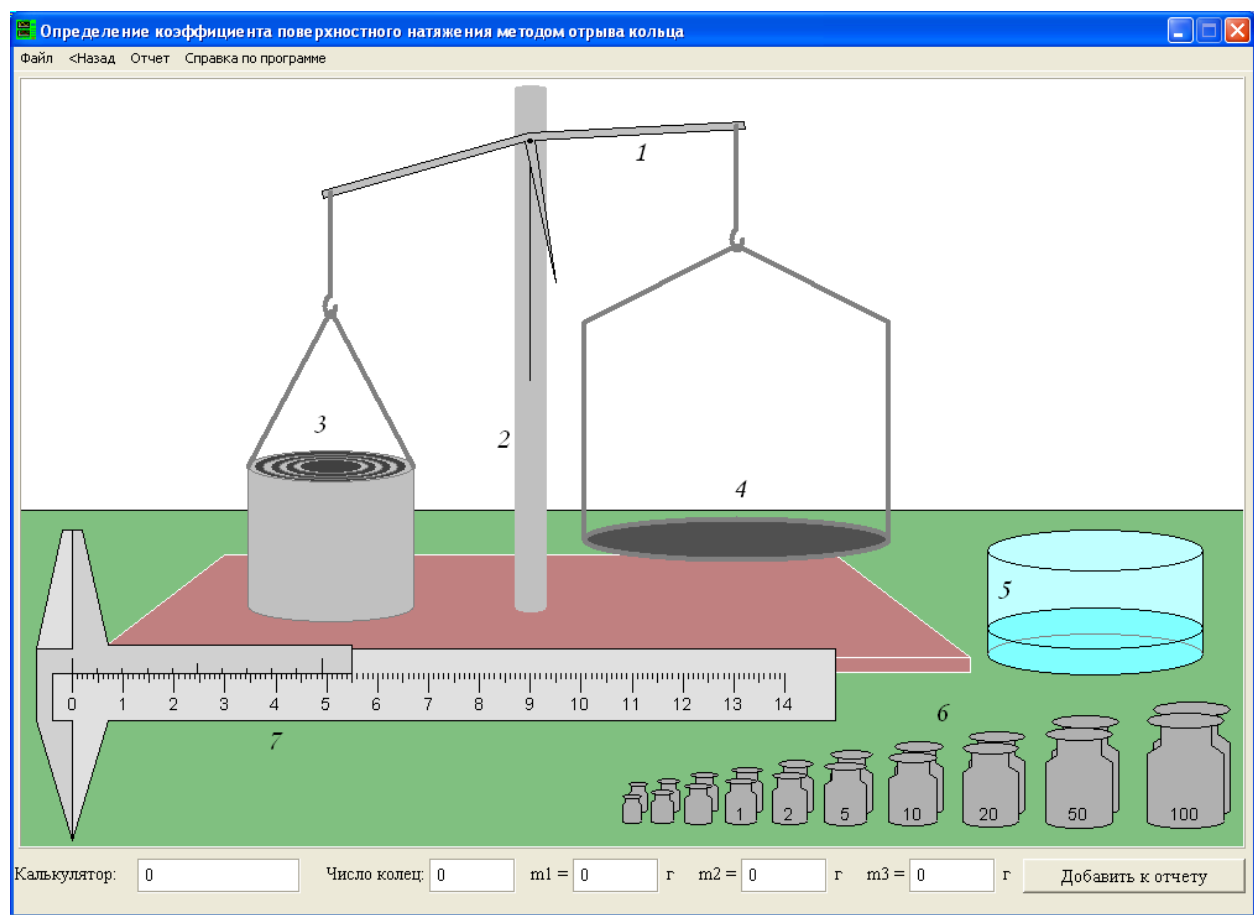 Определение коэффициента поверхностного натяжения методом отрыва кольца
Файл <Назад Отчет Справка по программе
1
3
2
4
5
0 1 2 3 4 5 6 7 8 9 10 11 12 13 14
7
6
1 2 5 10 20 50 100
Калькулятор: 0 Число колец: 0 m1 = 0 г m2 = 0 г m3 = 0 г Добавить к отчету